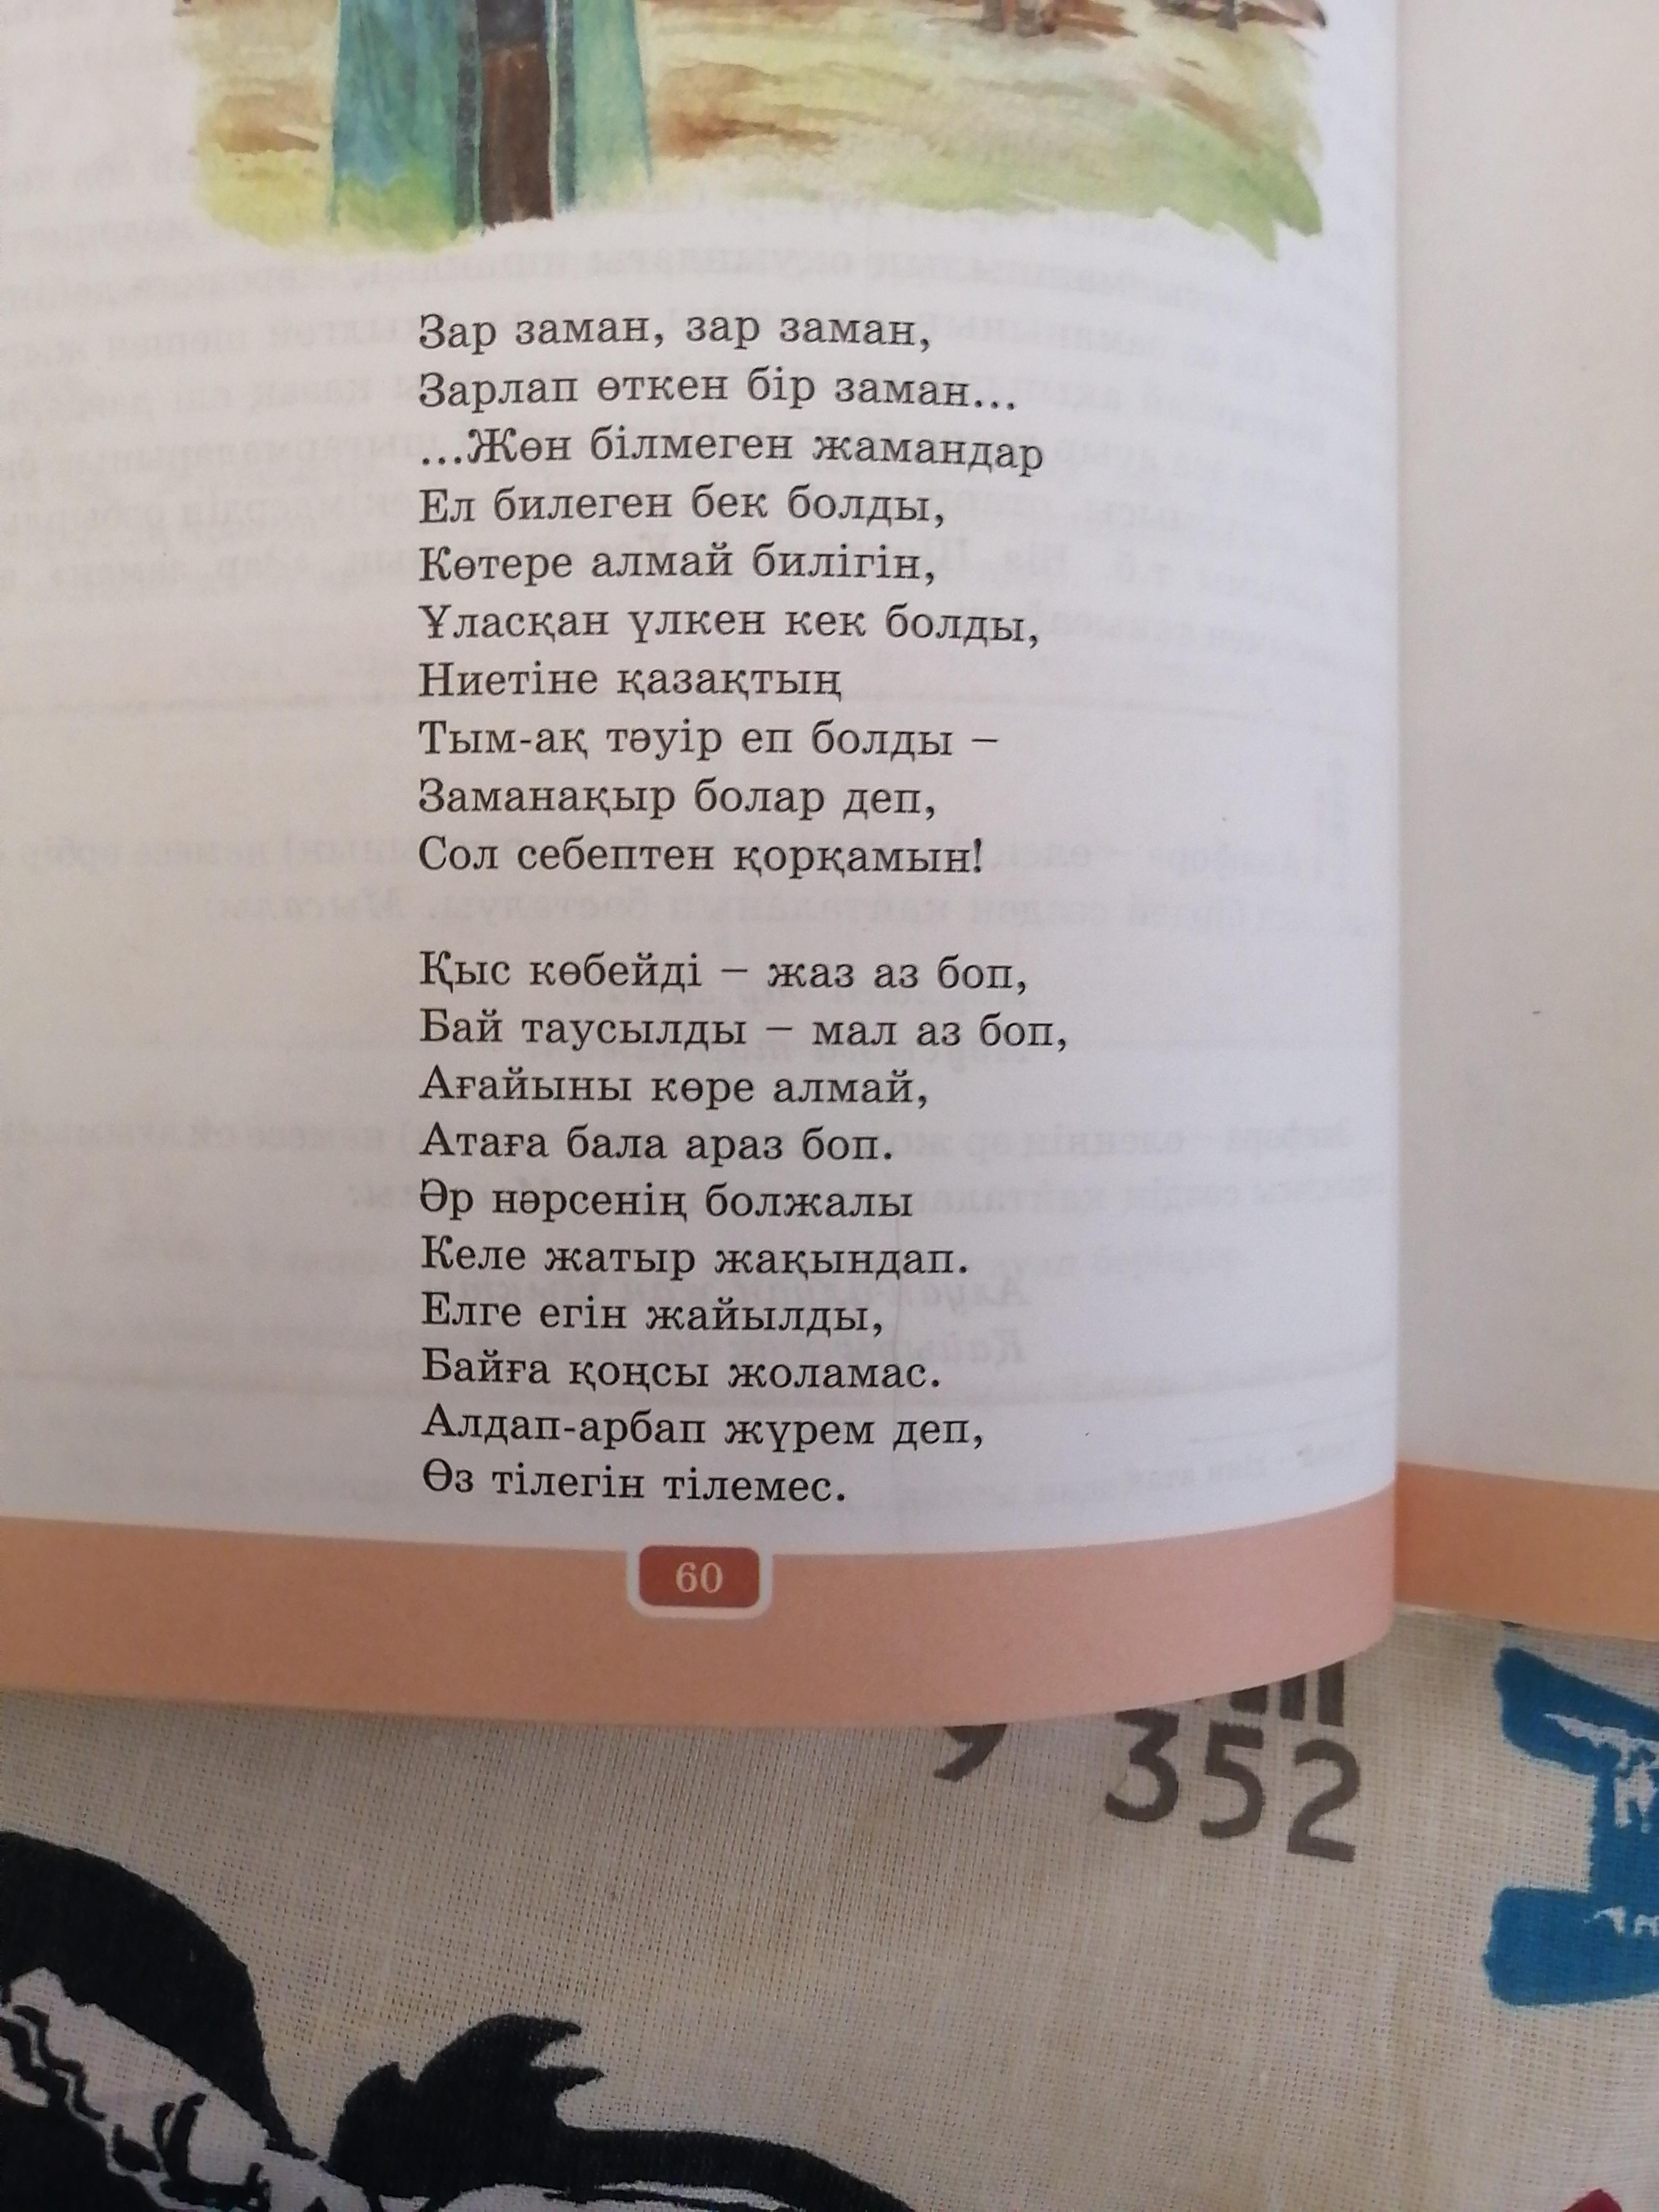 Зар заман, зар заман,
Зарлап өткен бір заман...
...Жөн білмеген жамандар
Ел билеген бек болды,
Көтере алмай билігін,
Ұласқан үлкен кек болды,
Ниетіне қазақтың
Тым-ақ тәуір еп болды –
Заманақыр болар деп,
Сол себептен қорқамын!
Қыс көбейді – жаз аз боп,
Бай таусылды – мал аз боп,
Ағайыны көре алмай,
Атаға бала араз боп.
Әр нәрсенің болжалы
Келе жатыр жақындап.
Елге егін жайылды,
Байға қоңсы жоламас.
Алдап-арбап жүрем деп,
Өз тілегін тілемес.
60
352